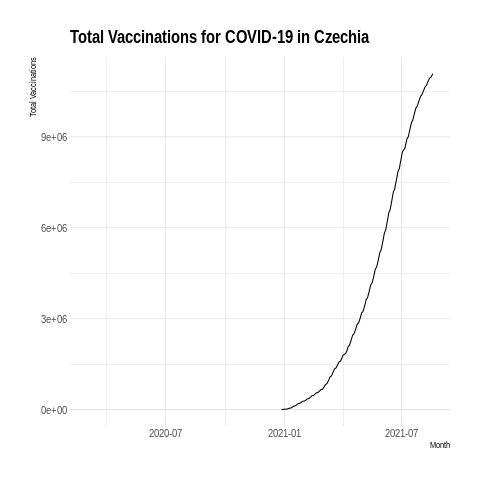 Total Vaccinations for COVID-19 in Czechia
Total Vaccinations
9e+06
6e+06
3e+06
0e+00
2020-07
2021-01
2021-07
Month